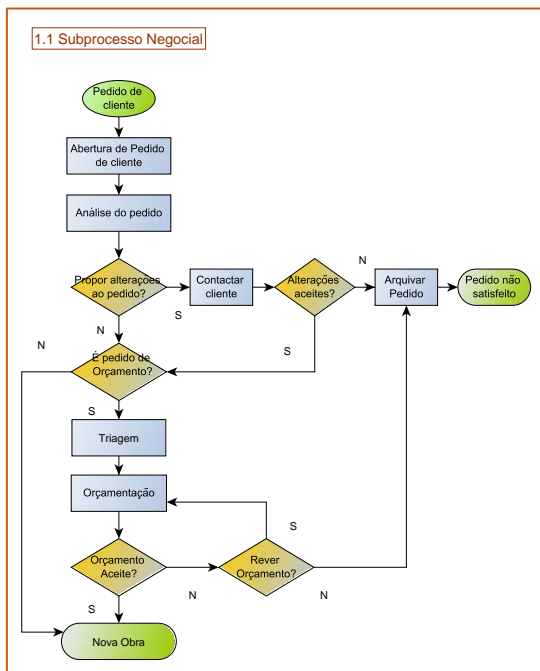 1.1 Subprocesso Negocial
Pedido de
cliente
Abertura de Pedido
de cliente
Análise do pedido
Propor alterações
ao pedido?
S
N
Contactar
cliente
Alterações
aceites?
N
S
Arquivar
Pedido
Pedido não
satisfeito
É pedido de
Orçamento?
N
S
Triagem
Orçamentação
Orçamento
Aceite?
N
S
Rever
Orçamento?
S
N
Nova Obra